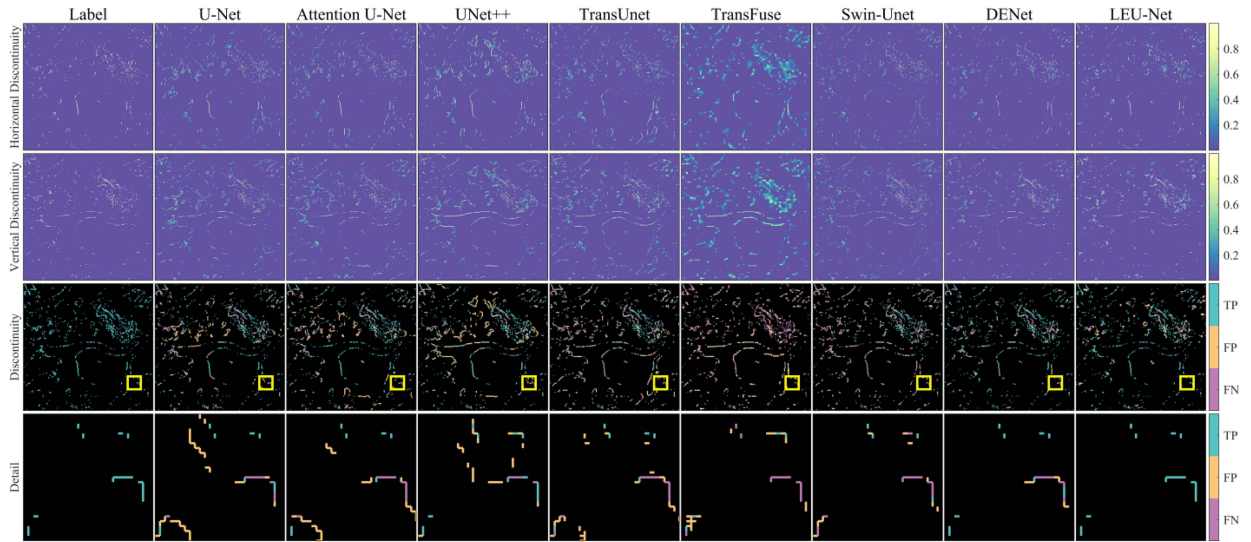 Label U-Net Attention U-Net UNet++ TransUnet TransFuse Swin-Unet DENet LEU-Net
Horizontal Discontinuity
0.8
0.6
0.4
0.2
Vertical Discontinuity
0.8
0.6
0.4
0.2
Discontinuity
TP
FP
FN
Detail
TP
FP
FN